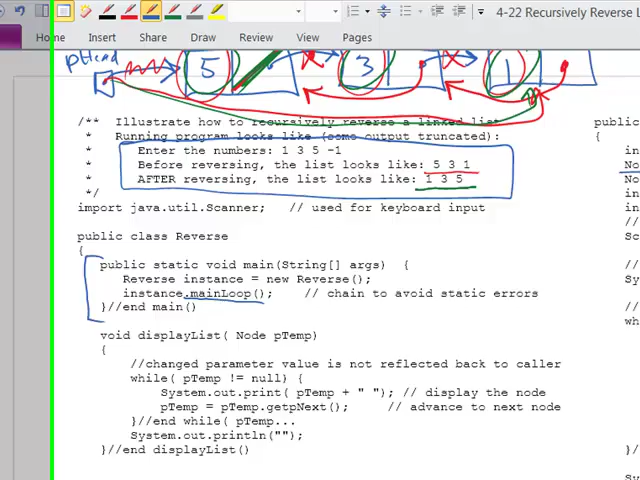 4-22 Recursively Reverse L
Home Insert Share Draw Review View Pages
pHead 5 3 1
/** Illustrate how to recursively reverse a linked list
* Running program looks like (some output truncated):
* Enter the numbers: 1 3 5 -1
* Before reversing, the list looks like: 5 3 1
* AFTER reversing, the list looks like: 1 3 5
*/
import java.util.Scanner; // used for keyboard input
public class Reverse
{
public static void main(String[] args) {
Reverse instance = new Reverse();
instance.mainLoop(); // chain to avoid static errors
}//end main()
void displayList( Node pTemp)
{
//changed parameter value is not reflected back to caller
while( pTemp != null) {
System.out.print( pTemp + " "); // display the node
pTemp = pTemp.getpNext(); // advance to next node
}//end while( pTemp...
System.out.println("");
}//end displayList()
publi
{
in
No
No
//
Sc
//
wh
//
}/